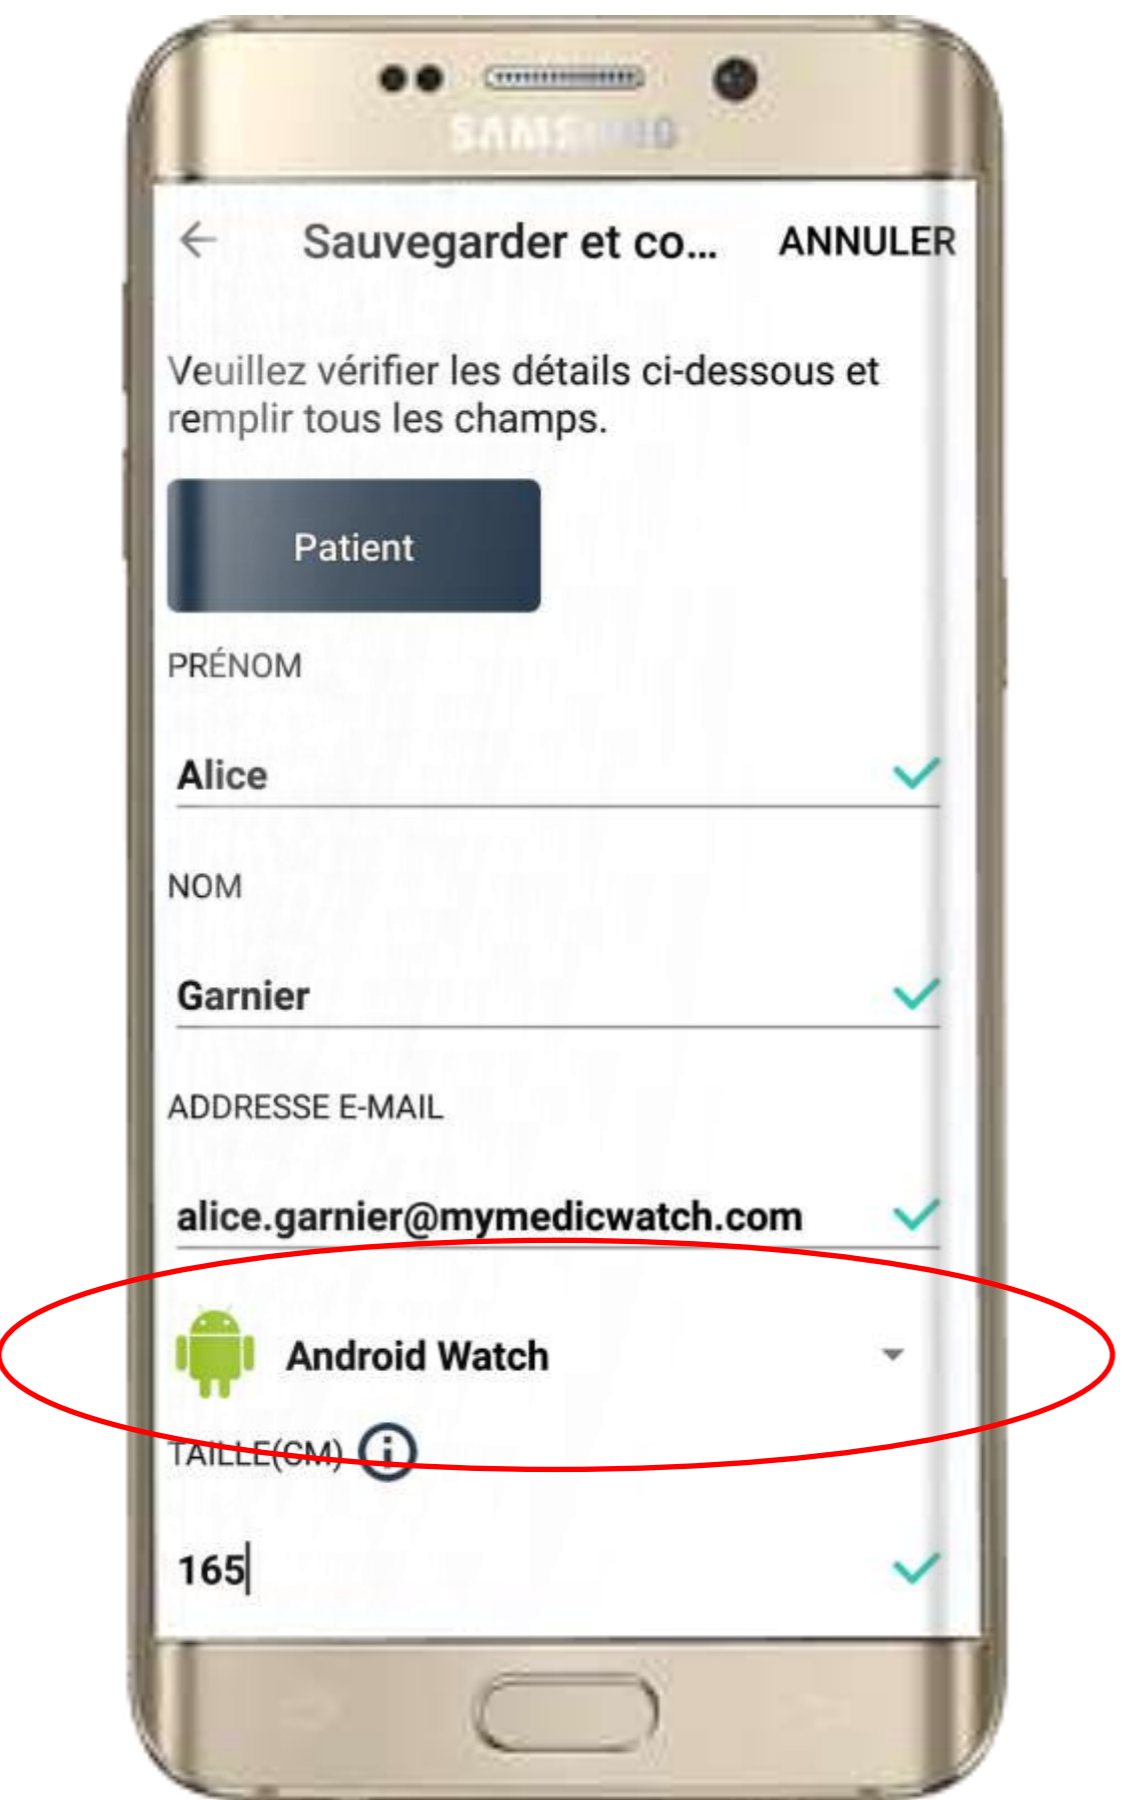 SAMSUNG
← Sauvegarder et co... ANNULER
Veuillez vérifier les détails ci-dessous et
remplir tous les champs.
Patient
PRÉNOM
Alice
NOM
Garnier
ADDRESSE E-MAIL
alice.garnier@mymedicwatch.com
Android Watch
TAILLE(CM) i
165